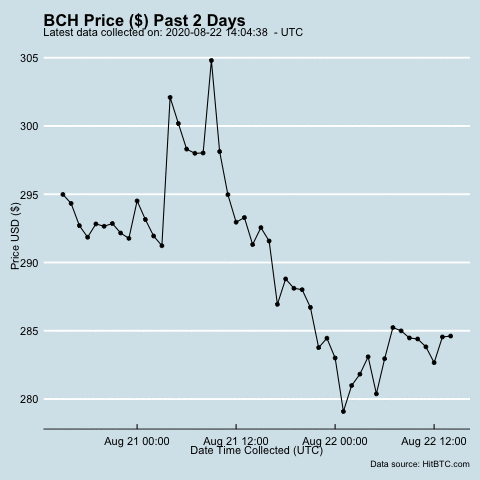 BCH Price ($) Past 2 Days
Latest data collected on: 2020-08-22 14:04:38 - UTC
305
300
295
290
285
280
Price USD ($)
Aug 21 00:00 Aug 21 12:00 Aug 22 00:00 Aug 22 12:00
Date Time Collected (UTC)
Data source: HitBTC.com